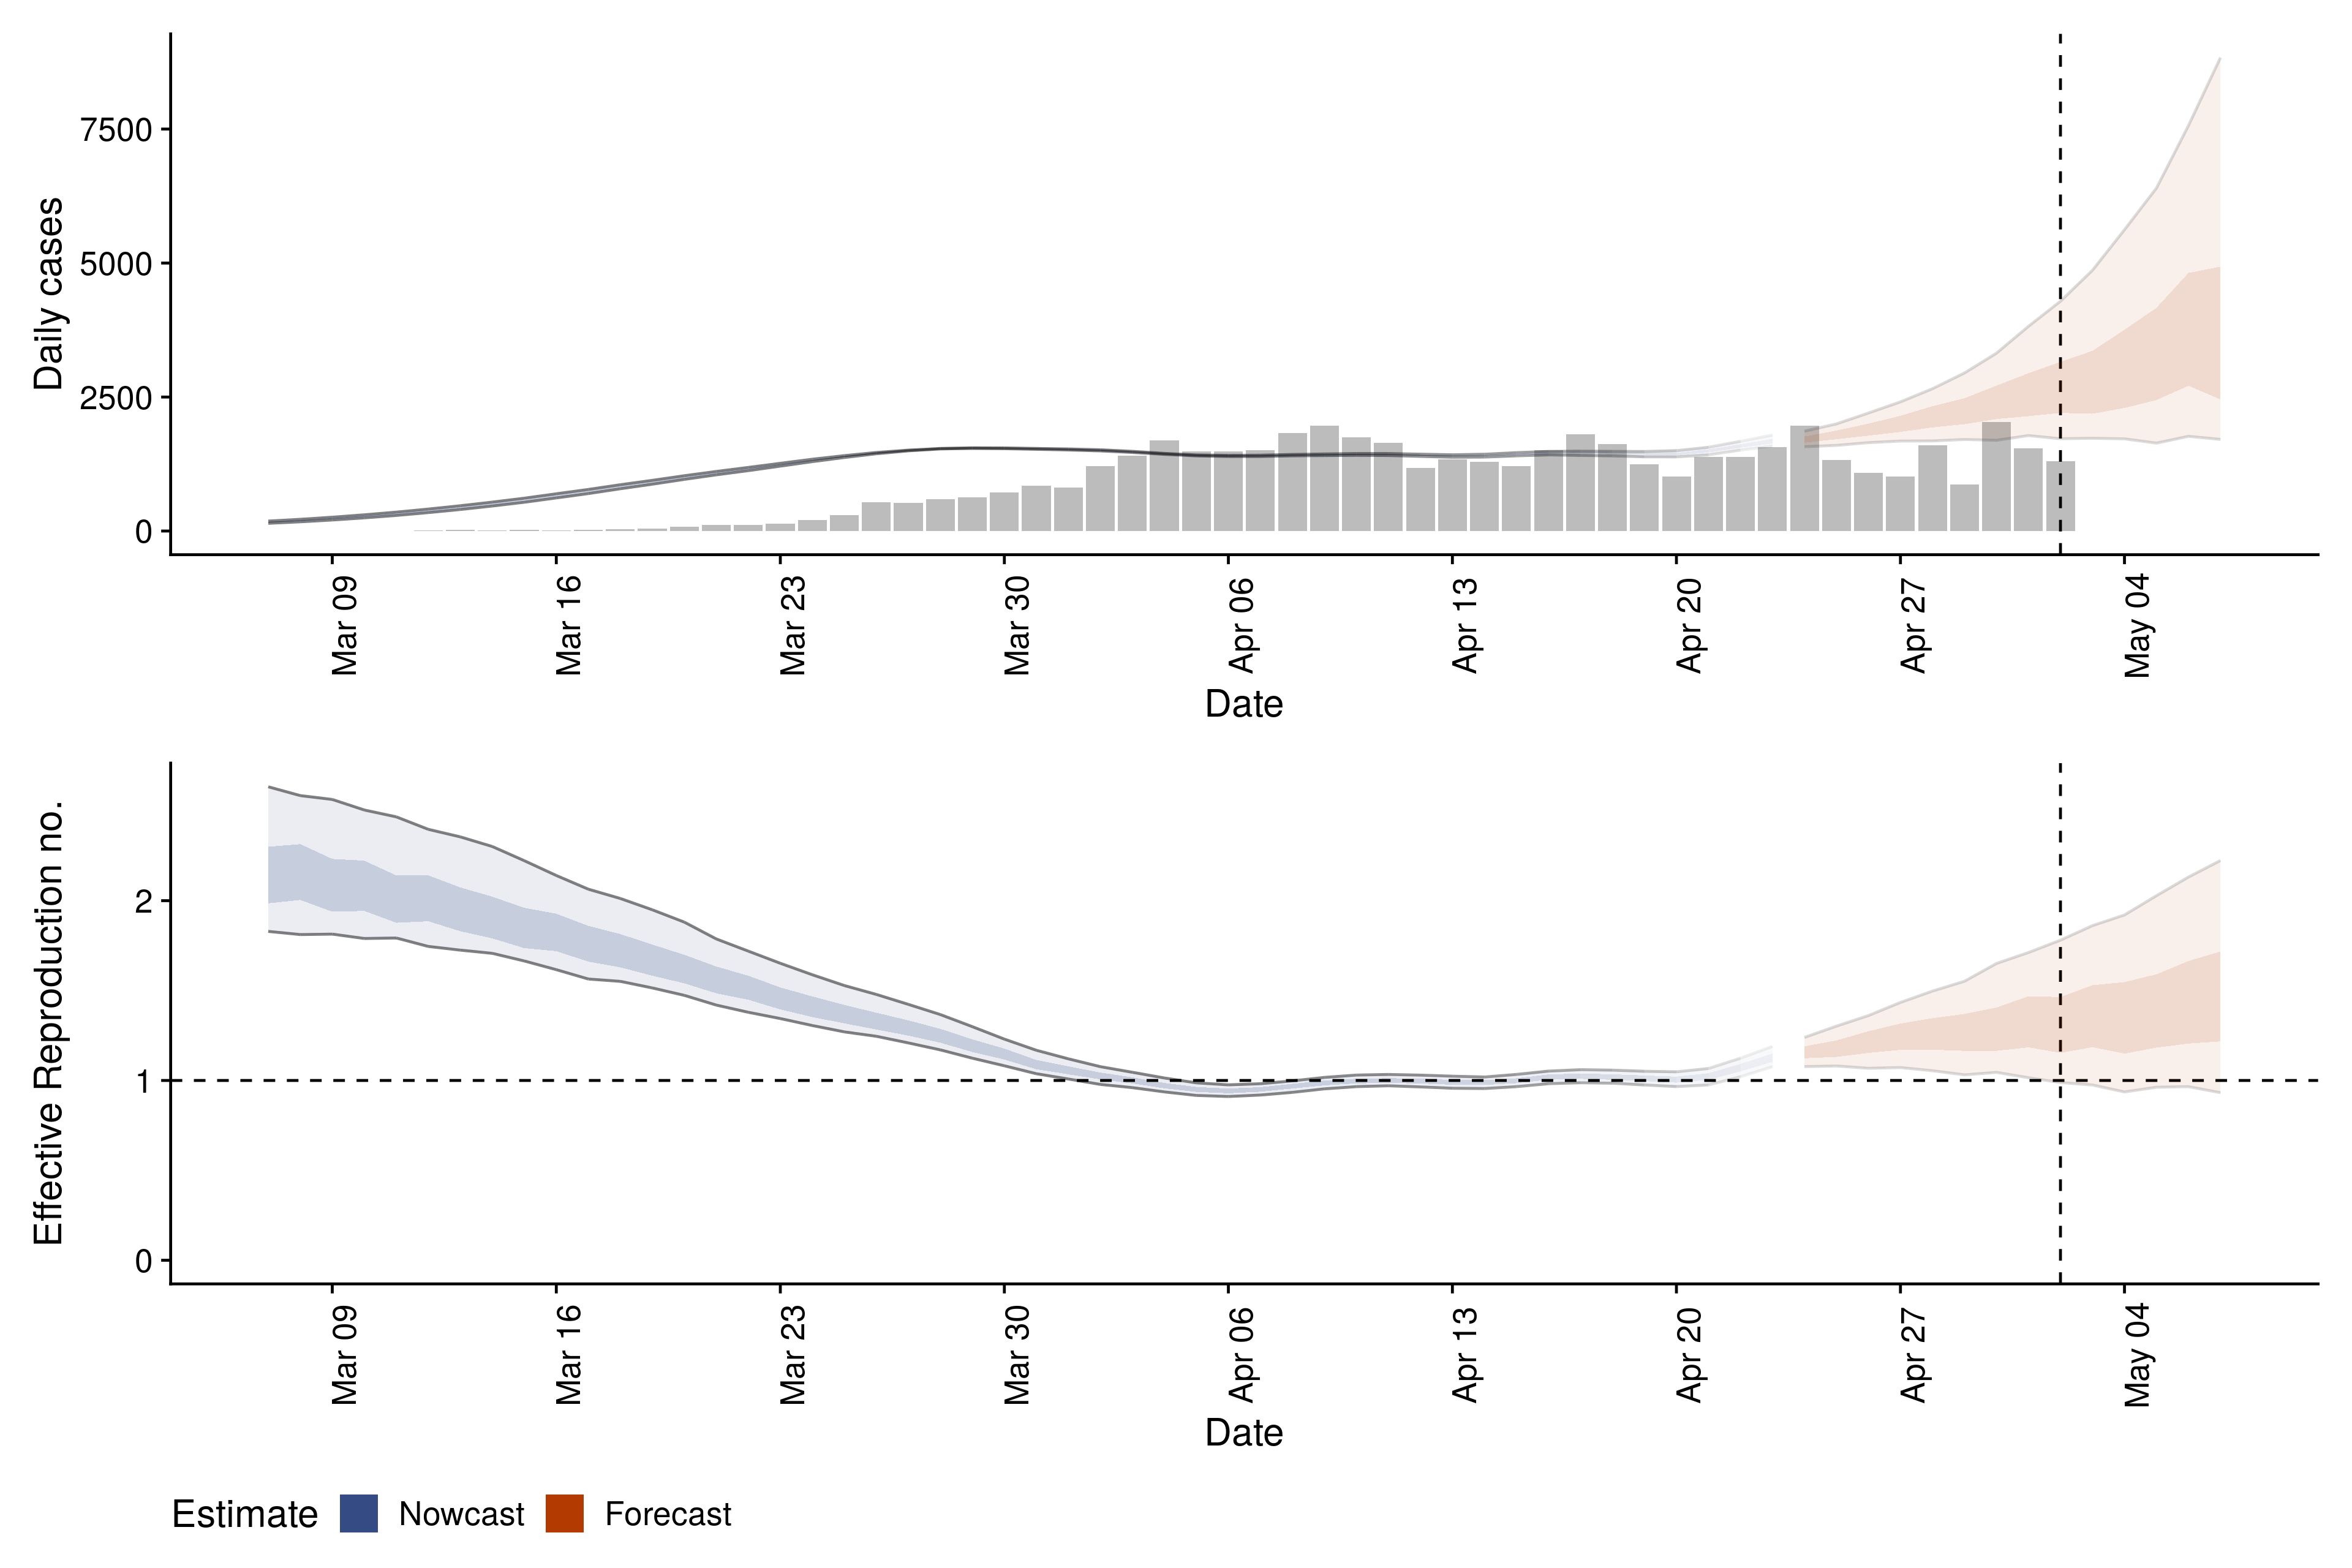 Daily cases
7500
5000
2500
0
Mar 09
Mar 16
Mar 23
Mar 30
Apr 06
Apr 13
Apr 20
Apr 27
May 04
Date
Effective Reproduction no.
2
1
0
Mar 09
Mar 16
Mar 23
Mar 30
Apr 06
Apr 13
Apr 20
Apr 27
May 04
Date
Estimate Nowcast Forecast